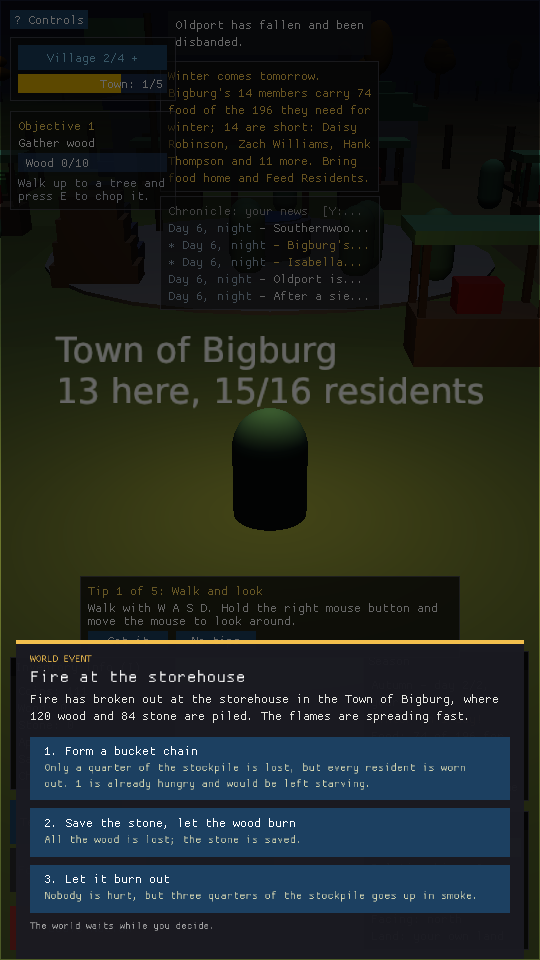 ? Controls
Village 2/4 +
Town: 1/5
Objective 1
Gather wood
Wood 0/10
Walk up to a tree and
press E to chop it.
Oldport has fallen and been
disbanded.
Winter comes tomorrow.
Bigburg's 14 members carry 74
food of the 196 they need for
winter; 14 are short: Daisy
Robinson, Zach Williams, Hank
Thompson and 11 more. Bring
food home and Feed Residents.
Chronicle: your news [Y:...
Day 6, night – Southernwoo...
* Day 6, night – Bigburg's...
* Day 6, night – Isabella...
Day 6, night – Oldport is...
Day 6, night – After a sie...
Town of Bigburg
13 here, 15/16 residents
Tip 1 of 5: Walk and look
Walk with W A S D. Hold the right mouse button and
move the mouse to look around.
WORLD EVENT
Fire at the storehouse
Fire has broken out at the storehouse in the Town of Bigburg, where
120 wood and 84 stone are piled. The flames are spreading fast.
1. Form a bucket chain
Only a quarter of the stockpile is lost, but every resident is worn
out. 1 is already hungry and would be left starving.
2. Save the stone, let the wood burn
All the wood is lost; the stone is saved.
3. Let it burn out
Nobody is hurt, but three quarters of the stockpile goes up in smoke.
The world waits while you decide.